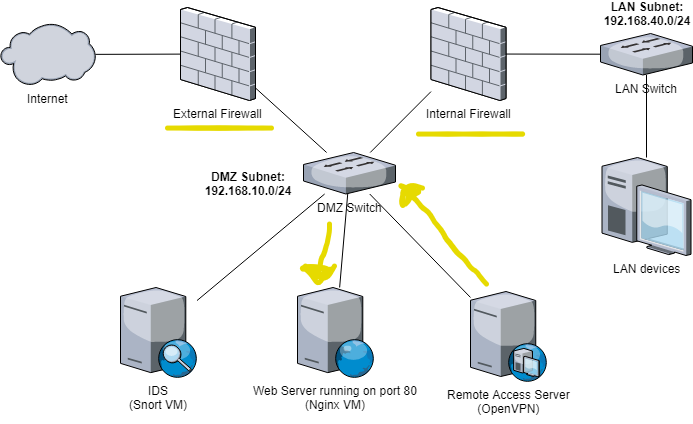 LAN Subnet:
192.168.40.0/24
Internet
External Firewall
Internal Firewall
LAN Switch
DMZ Subnet:
192.168.10.0/24
DMZ Switch
LAN devices
IDS
(Snort VM)
Web Server running on port 80
(Nginx VM)
Remote Access Server
(OpenVPN)